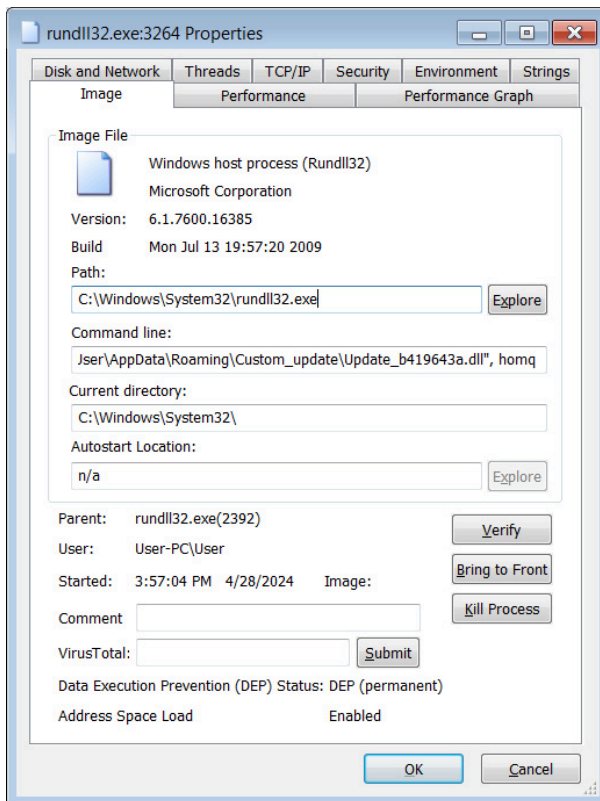 rundll32.exe:3264 Properties
Disk and Network Threads TCP/IP Security Environment Strings
Image Performance Performance Graph
Image File
Windows host process (Rundll32)
Microsoft Corporation
Version: 6.1.7600.16385
Build Mon Jul 13 19:57:20 2009
Path:
C:\Windows\System32\rundll32.exe Explore
Command line:
Jser\AppData\Roaming\Custom_update\Update_b419643a.dll", homq
Current directory:
C:\Windows\System32\
Autostart Location:
n/a Explore
Parent: rundll32.exe(2392)
Verify
User: User-PC\User
Bring to Front
Started: 3:57:04 PM 4/28/2024 Image:
Kill Process
Comment
VirusTotal: Submit
Data Execution Prevention (DEP) Status: DEP (permanent)
Address Space Load Enabled
OK Cancel